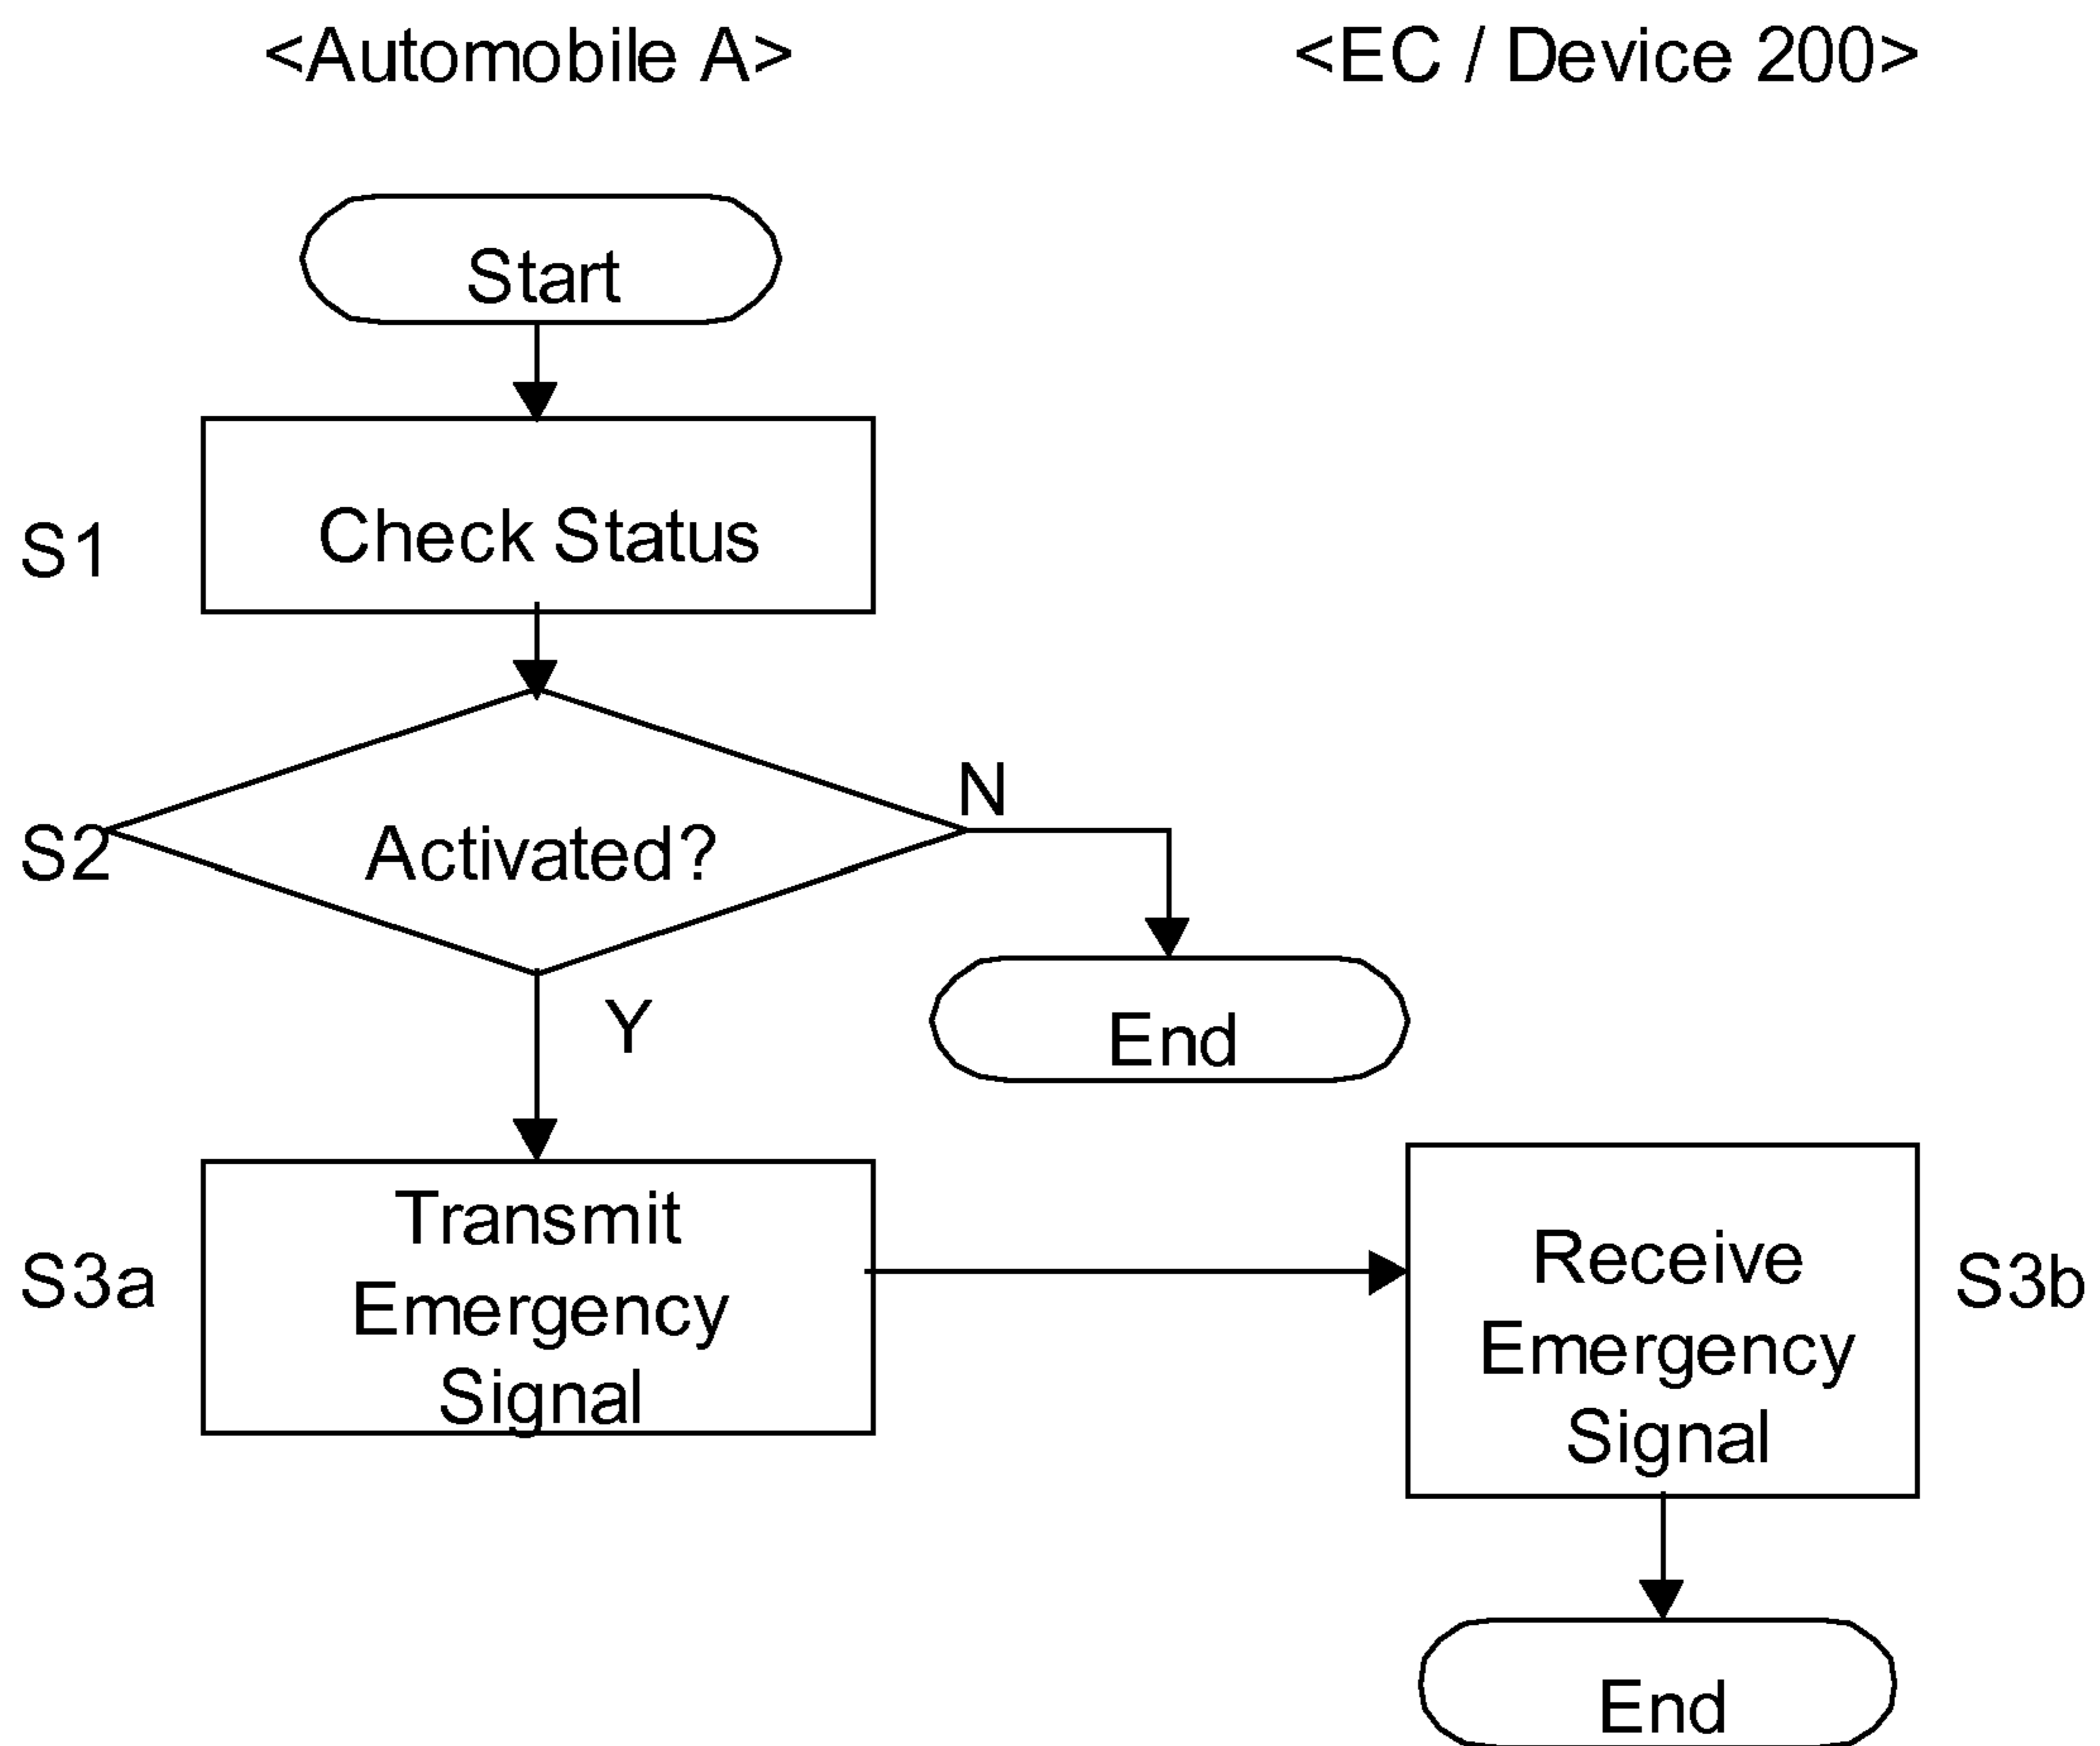 <Automobile A>
<EC / Device 200>
Start
S1
Check Status
S2
Activated?
N
Y
End
S3a
Transmit
Emergency
Signal
Receive
Emergency
Signal
S3b
End